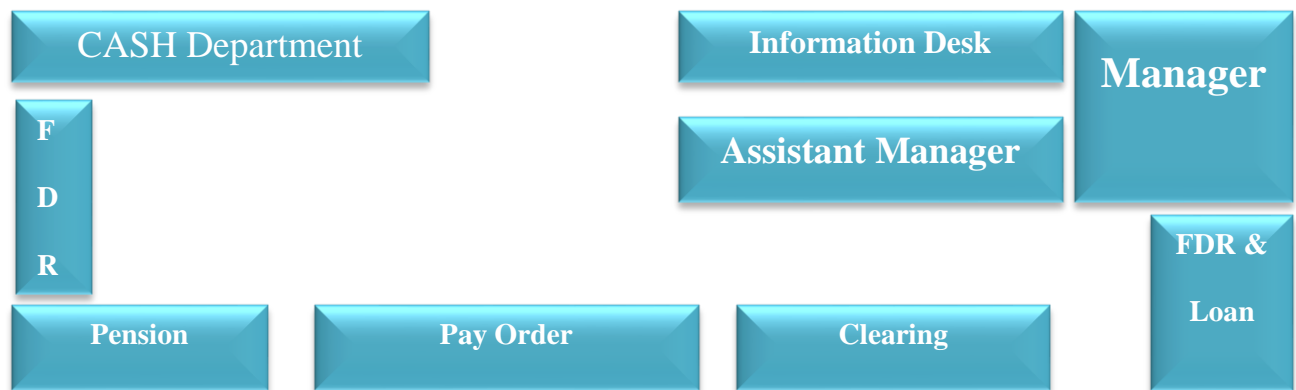 CASH Department
Information Desk
Manager
Assistant Manager
F
D
R
FDR &
Loan
Pension
Pay Order
Clearing